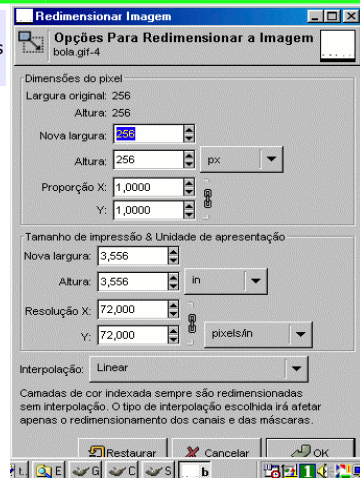 Redimensionar Imagem
Opções Para Redimensionar a Imagem
bola.gif-4
s
Dimensões do pixel
Largura original: 256
Altura: 256
Nova largura: 256
Altura: 256 px
Proporção X: 1,0000
Y: 1,0000
Tamanho de impressão & Unidade de apresentação
Nova largura: 3,556
Altura: 3,556 in
Resolução X: 72,000
Y: 72,000 pixels/in
Interpolação: Linear
Camadas de cor indexada sempre são redimensionadas
sem interpolação. O tipo de interpolação escolhida irá afetar
apenas o redimensionamento dos canais e das máscaras.
Restaurar Cancelar OK
t. E G C S b